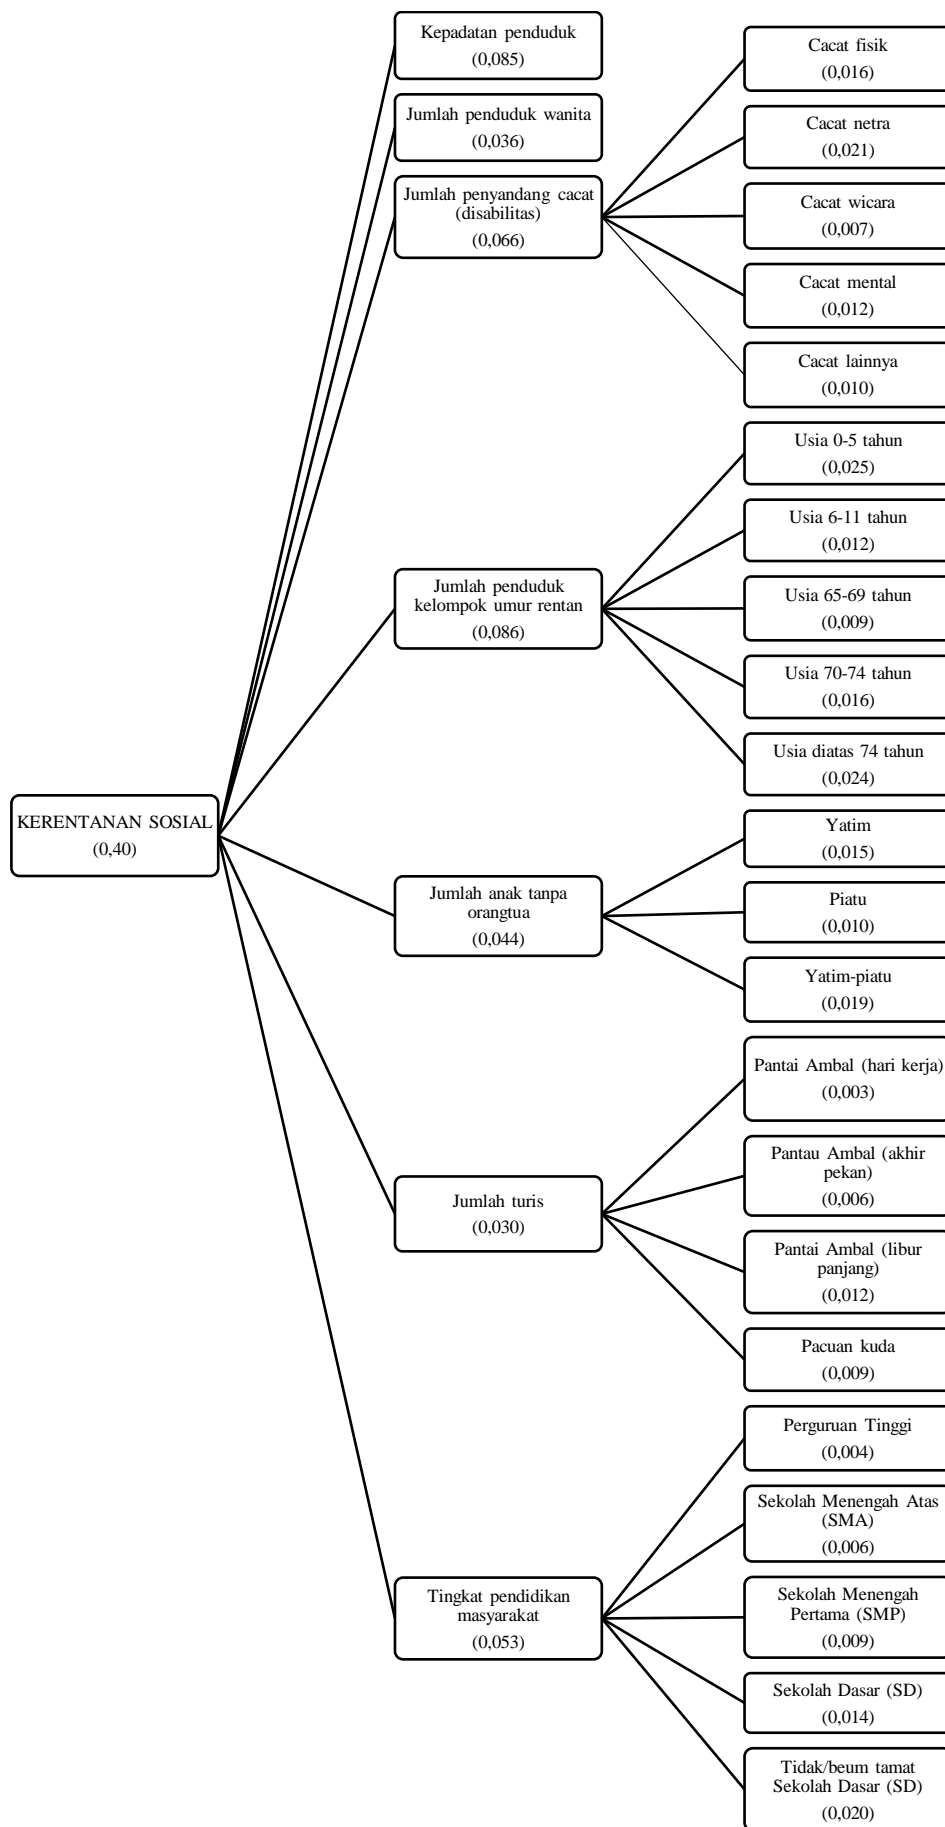 KERENTANAN SOSIAL
(0,40)
Kepadatan penduduk
(0,085)
Jumlah penduduk wanita
(0,036)
Jumlah penyandang cacat
(disabilitas)
(0,066)
Cacat fisik
(0,016)
Cacat netra
(0,021)
Cacat wicara
(0,007)
Cacat mental
(0,012)
Cacat lainnya
(0,010)
Jumlah penduduk
kelompok umur rentan
(0,086)
Usia 0-5 tahun
(0,025)
Usia 6-11 tahun
(0,012)
Usia 65-69 tahun
(0,009)
Usia 70-74 tahun
(0,016)
Usia diatas 74 tahun
(0,024)
Jumlah anak tanpa
orangtua
(0,044)
Yatim
(0,015)
Piatu
(0,010)
Yatim-piatu
(0,019)
Jumlah turis
(0,030)
Pantai Ambal (hari kerja)
(0,003)
Pantau Ambal (akhir
pekan)
(0,006)
Pantai Ambal (libur
panjang)
(0,012)
Pacuan kuda
(0,009)
Tingkat pendidikan
masyarakat
(0,053)
Perguruan Tinggi
(0,004)
Sekolah Menengah Atas
(SMA)
(0,006)
Sekolah Menengah
Pertama (SMP)
(0,009)
Sekolah Dasar (SD)
(0,014)
Tidak/beum tamat
Sekolah Dasar (SD)
(0,020)